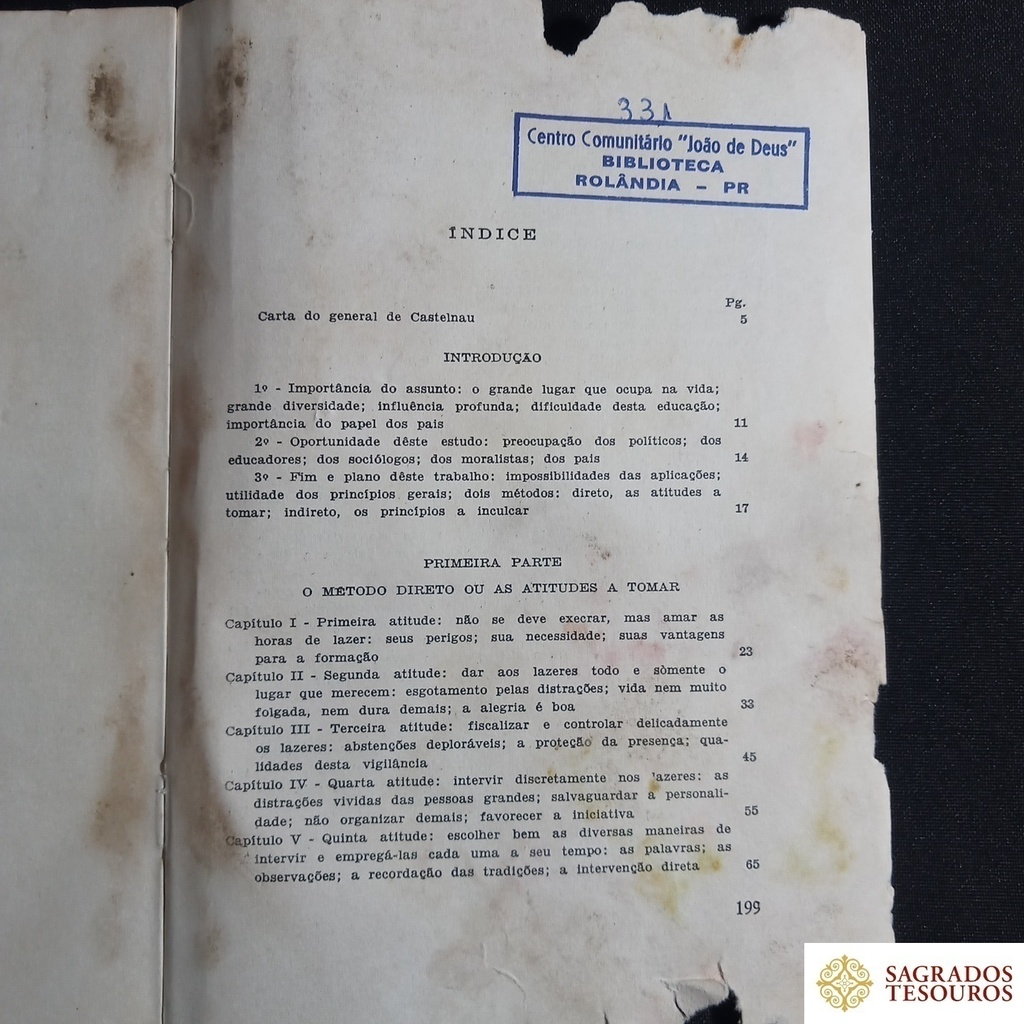 331
Centro Comunitário "João de Deus"
BIBLIOTECA
ROLÂNDIA - PR
ÍNDICE
Pg.
Carta do general de Castelnau 5
INTRODUÇÃO
1º - Importância do assunto: o grande lugar que ocupa na vida;
grande diversidade; influência profunda; dificuldade desta educação;
importância do papel dos pais 11
2º - Oportunidade dêste estudo: preocupação dos políticos; dos
educadores; dos sociólogos; dos moralistas; dos pais 14
3º - Fim e plano dêste trabalho: impossibilidades das aplicações;
utilidade dos princípios gerais; dois métodos: direto, as atitudes a
tomar; indireto, os princípios a inculcar 17
PRIMEIRA PARTE
O MÉTODO DIRETO OU AS ATITUDES A TOMAR
Capítulo I - Primeira atitude: não se deve execrar, mas amar as
horas de lazer: seus perigos; sua necessidade; suas vantagens
para a formação 23
Capítulo II - Segunda atitude: dar aos lazeres todo e sòmente o
lugar que merecem: esgotamento pelas distrações; vida nem muito
folgada, nem dura demais; a alegria é boa 33
Capítulo III - Terceira atitude: fiscalizar e controlar delicadamente
os lazeres: abstenções deploráveis; a proteção da presença; qua-
lidades desta vigilância 45
Capítulo IV - Quarta atitude: intervir discretamente nos lazeres: as
distrações vividas das pessoas grandes; salvaguardar a personali-
dade; não organizar demais; favorecer a iniciativa 55
Capítulo V - Quinta atitude: escolher bem as diversas maneiras de
intervir e empregá-las cada uma a seu tempo: as palavras; as
observações; a recordação das tradições; a intervenção direta 65
199
SAGRADOS
TESOUROS